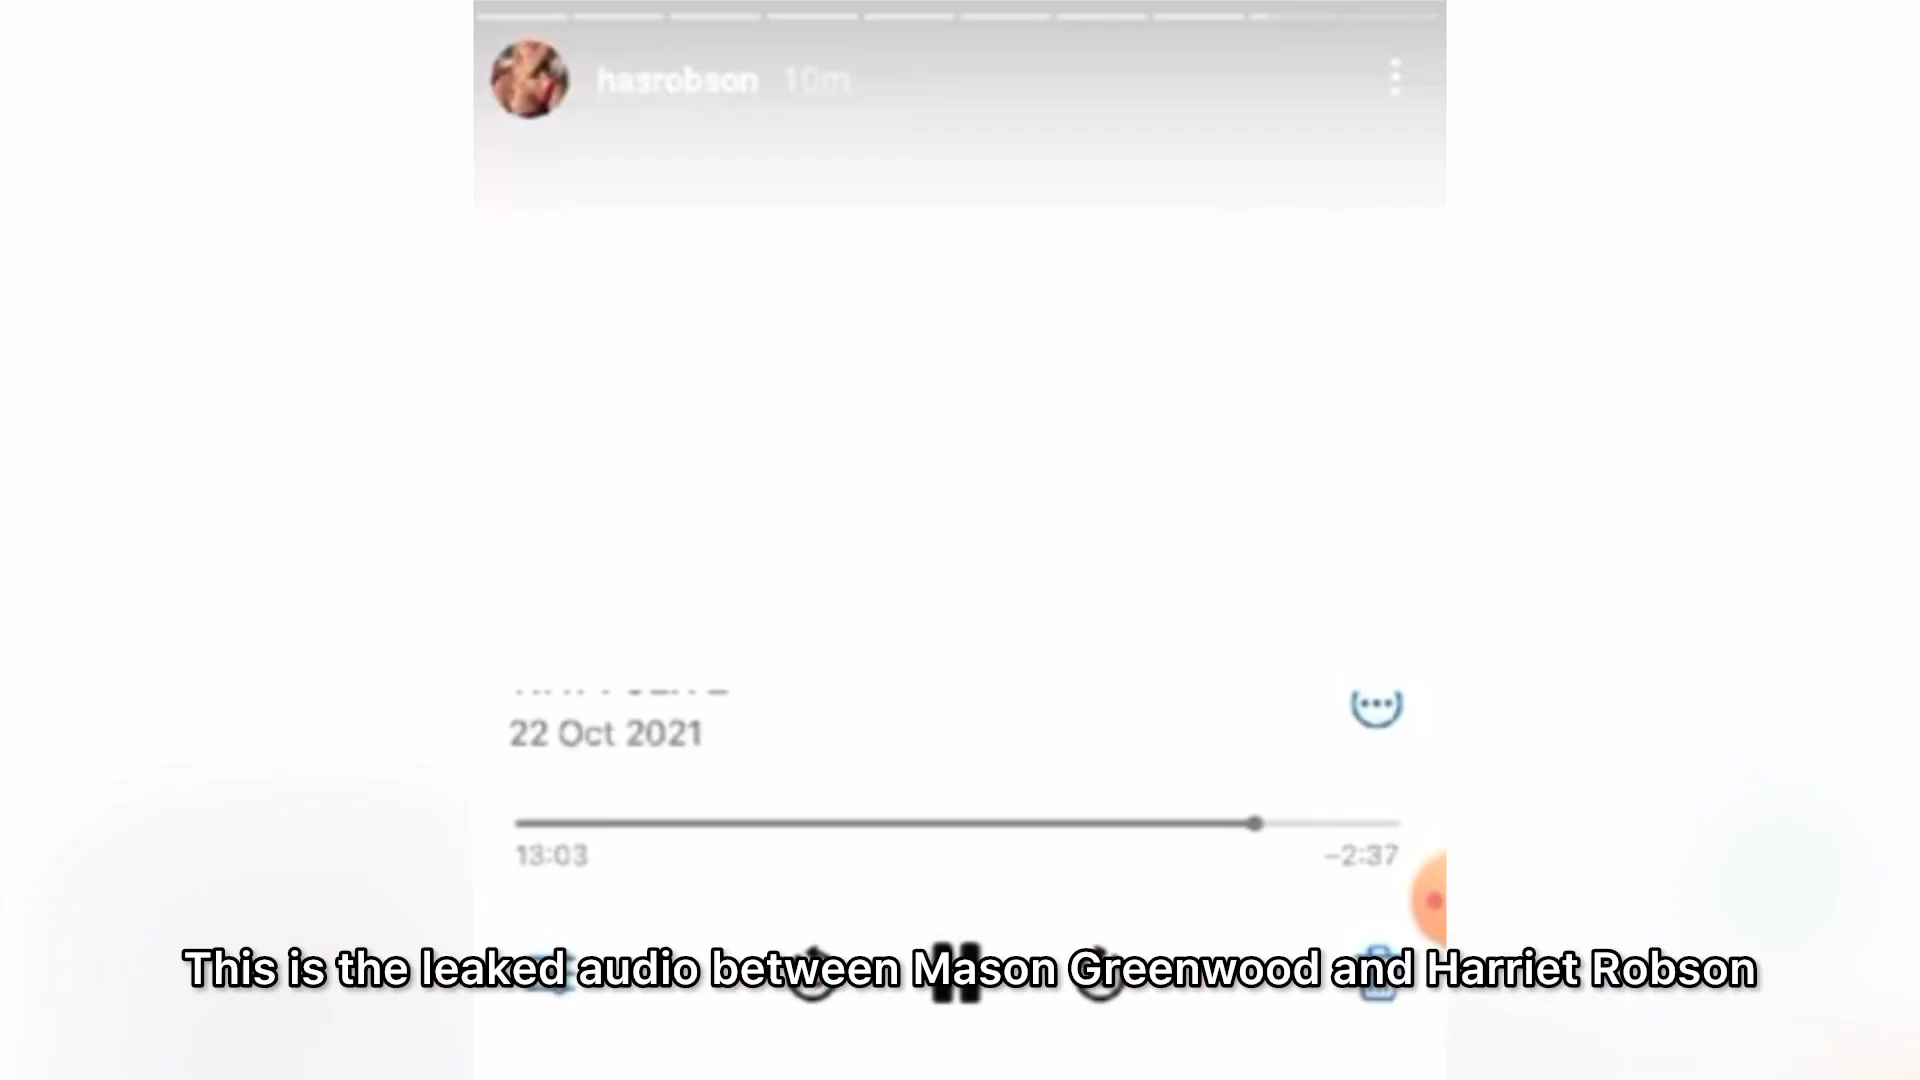 hasrobson 10m
22 Oct 2021
13:03 -2:37
This is the leaked audio between Mason Greenwood and Harriet Robson